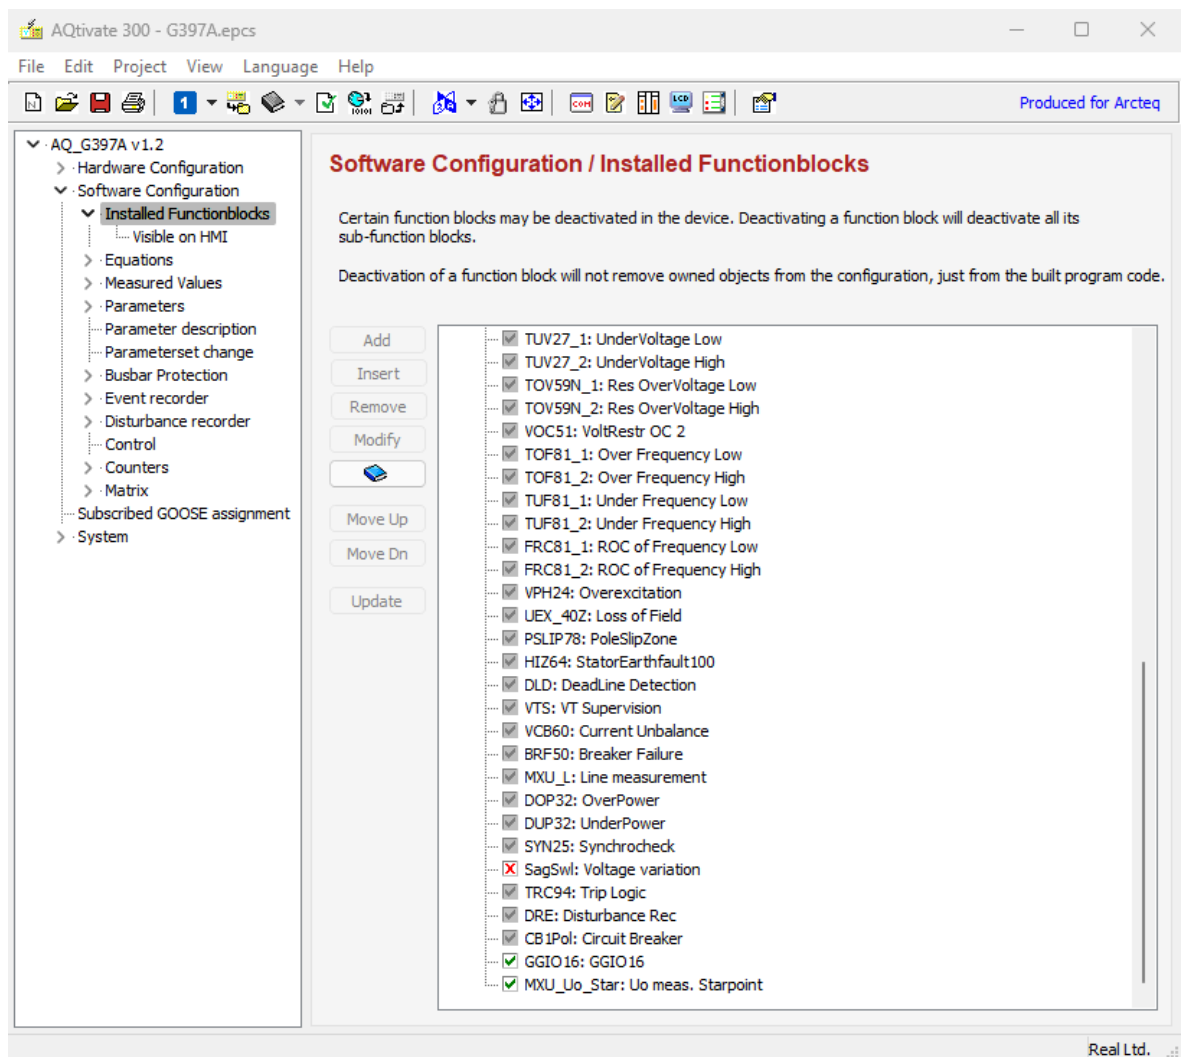 AQtivate 300 - G397A.epcs
File Edit Project View Language Help
1
COM
LCD
Produced for Arcteq
AQ_G397A v1.2
Hardware Configuration
Software Configuration
Installed Functionblocks
Visible on HMI
Equations
Measured Values
Parameters
Parameter description
Parameterset change
Busbar Protection
Event recorder
Disturbance recorder
Control
Counters
Matrix
Subscribed GOOSE assignment
System
Software Configuration / Installed Functionblocks
Certain function blocks may be deactivated in the device. Deactivating a function block will deactivate all its
sub-function blocks.
Deactivation of a function block will not remove owned objects from the configuration, just from the built program code.
Add
Insert
Remove
Modify
Move Up
Move Dn
Update
TUV27_1: UnderVoltage Low
TUV27_2: UnderVoltage High
TOV59N_1: Res OverVoltage Low
TOV59N_2: Res OverVoltage High
VOC51: VoltRestr OC 2
TOF81_1: Over Frequency Low
TOF81_2: Over Frequency High
TUF81_1: Under Frequency Low
TUF81_2: Under Frequency High
FRC81_1: ROC of Frequency Low
FRC81_2: ROC of Frequency High
VPH24: Overexcitation
UEX_40Z: Loss of Field
PSLIP78: PoleSlipZone
HIZ64: StatorEarthfault100
DLD: DeadLine Detection
VTS: VT Supervision
VCB60: Current Unbalance
BRF50: Breaker Failure
MXU_L: Line measurement
DOP32: OverPower
DUP32: UnderPower
SYN25: Synchrocheck
SagSwl: Voltage variation
TRC94: Trip Logic
DRE: Disturbance Rec
CB1Pol: Circuit Breaker
GGIO16: GGIO16
MXU_Uo_Star: Uo meas. Starpoint
Real Ltd.